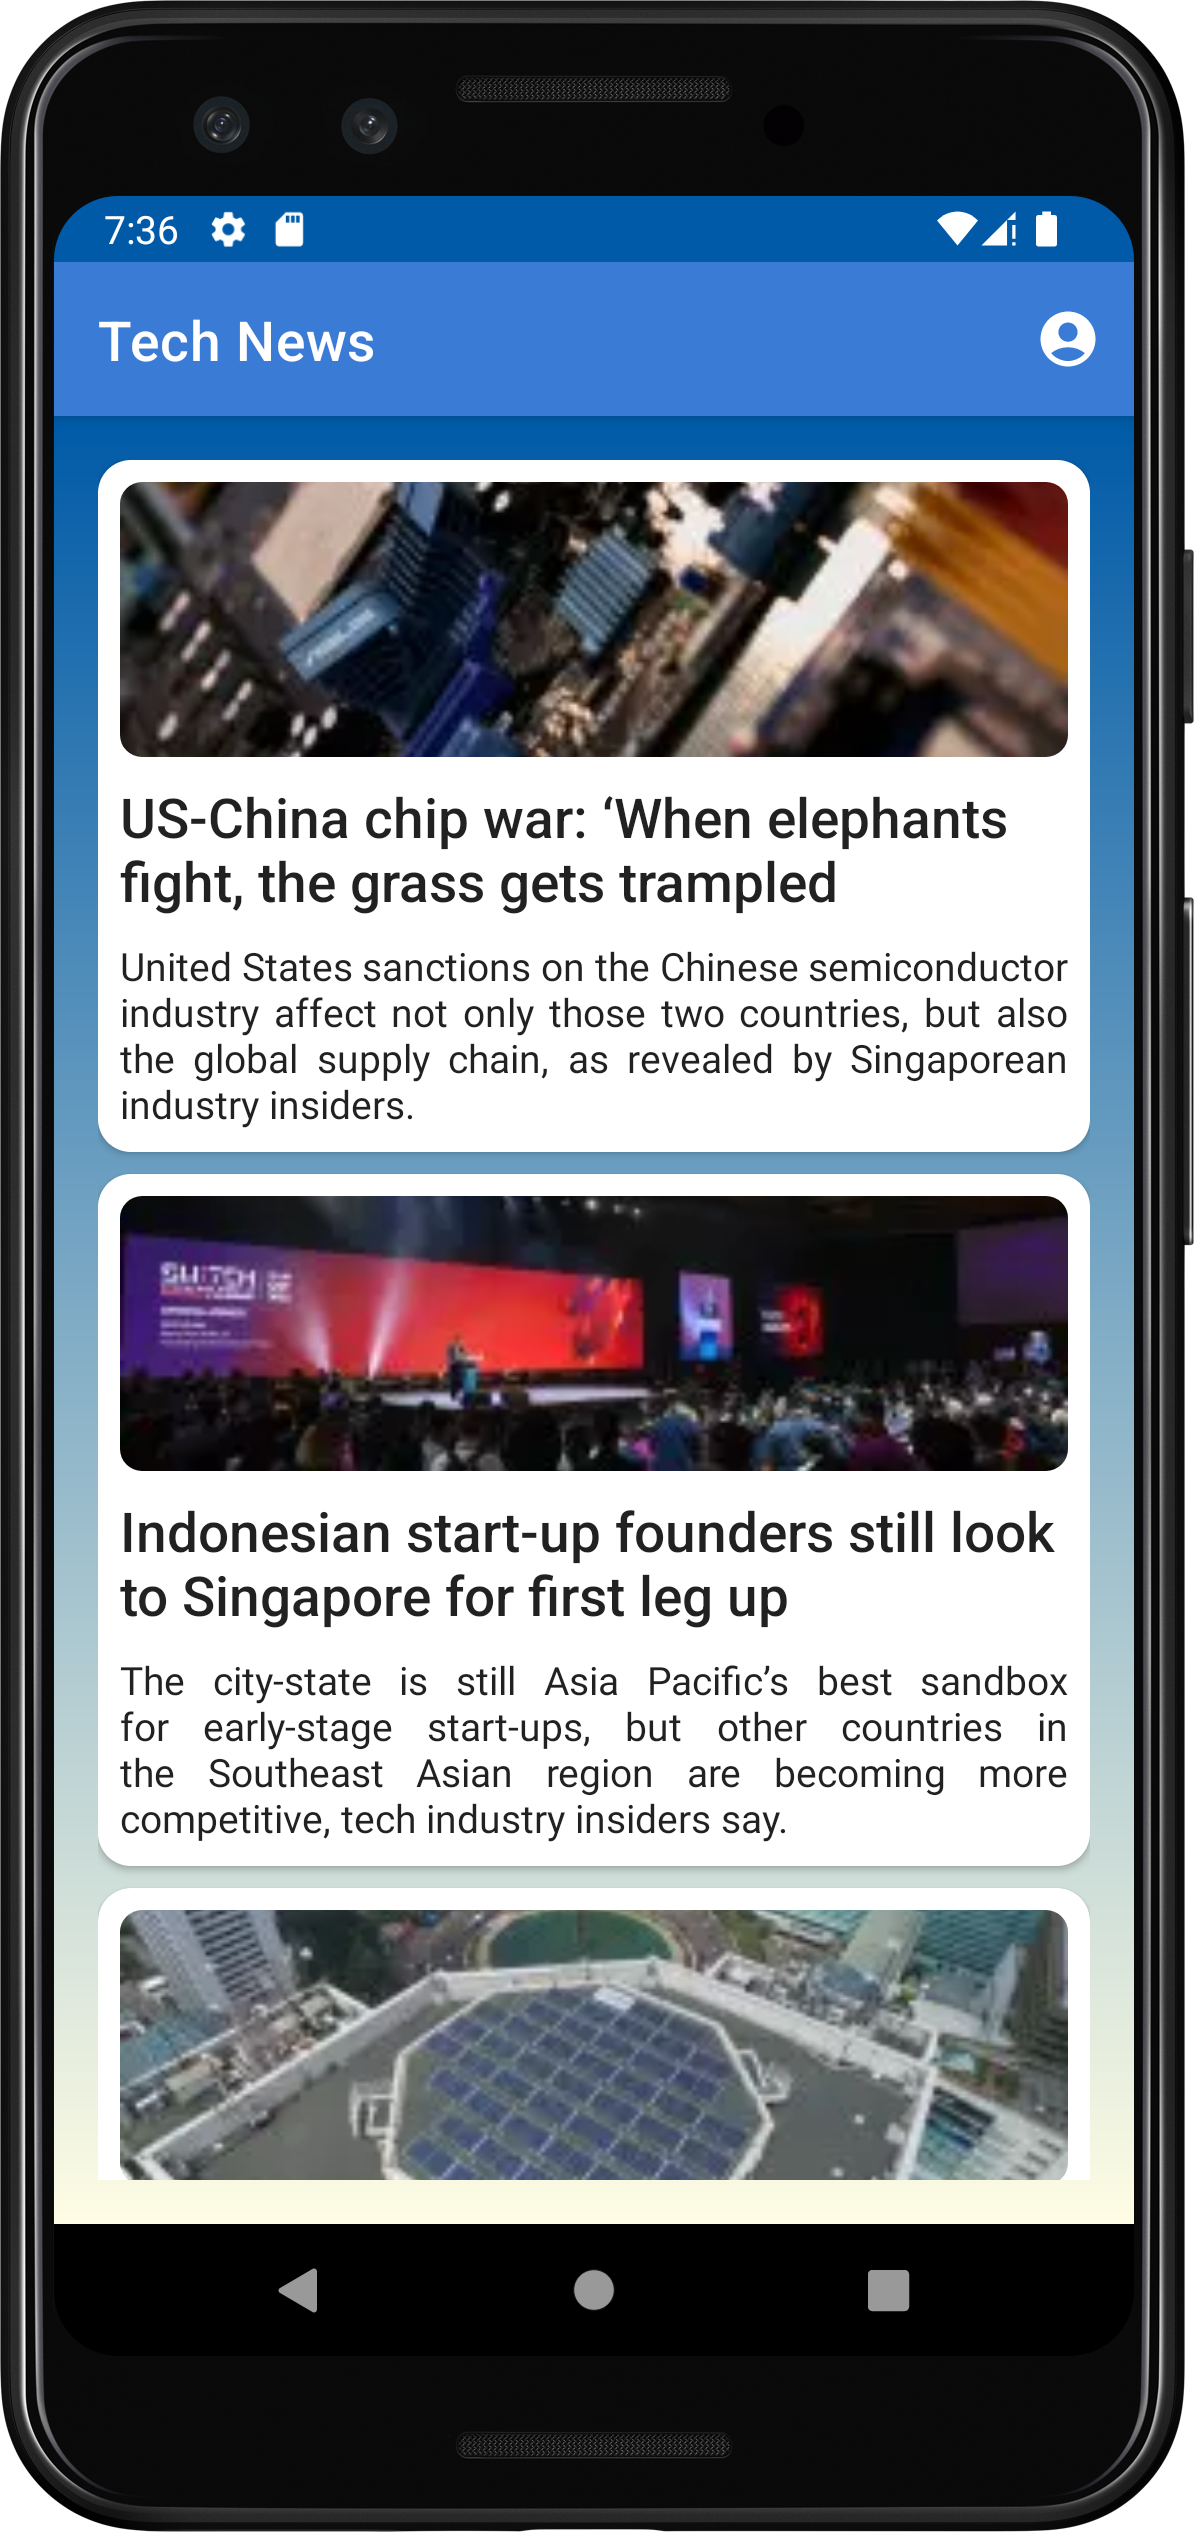 7:36
Tech News
US-China chip war: ‘When elephants
fight, the grass gets trampled
United States sanctions on the Chinese semiconductor
industry affect not only those two countries, but also
the global supply chain, as revealed by Singaporean
industry insiders.
SWITCH
Indonesian start-up founders still look
to Singapore for first leg up
The city-state is still Asia Pacific’s best sandbox
for early-stage start-ups, but other countries in
the Southeast Asian region are becoming more
competitive, tech industry insiders say.